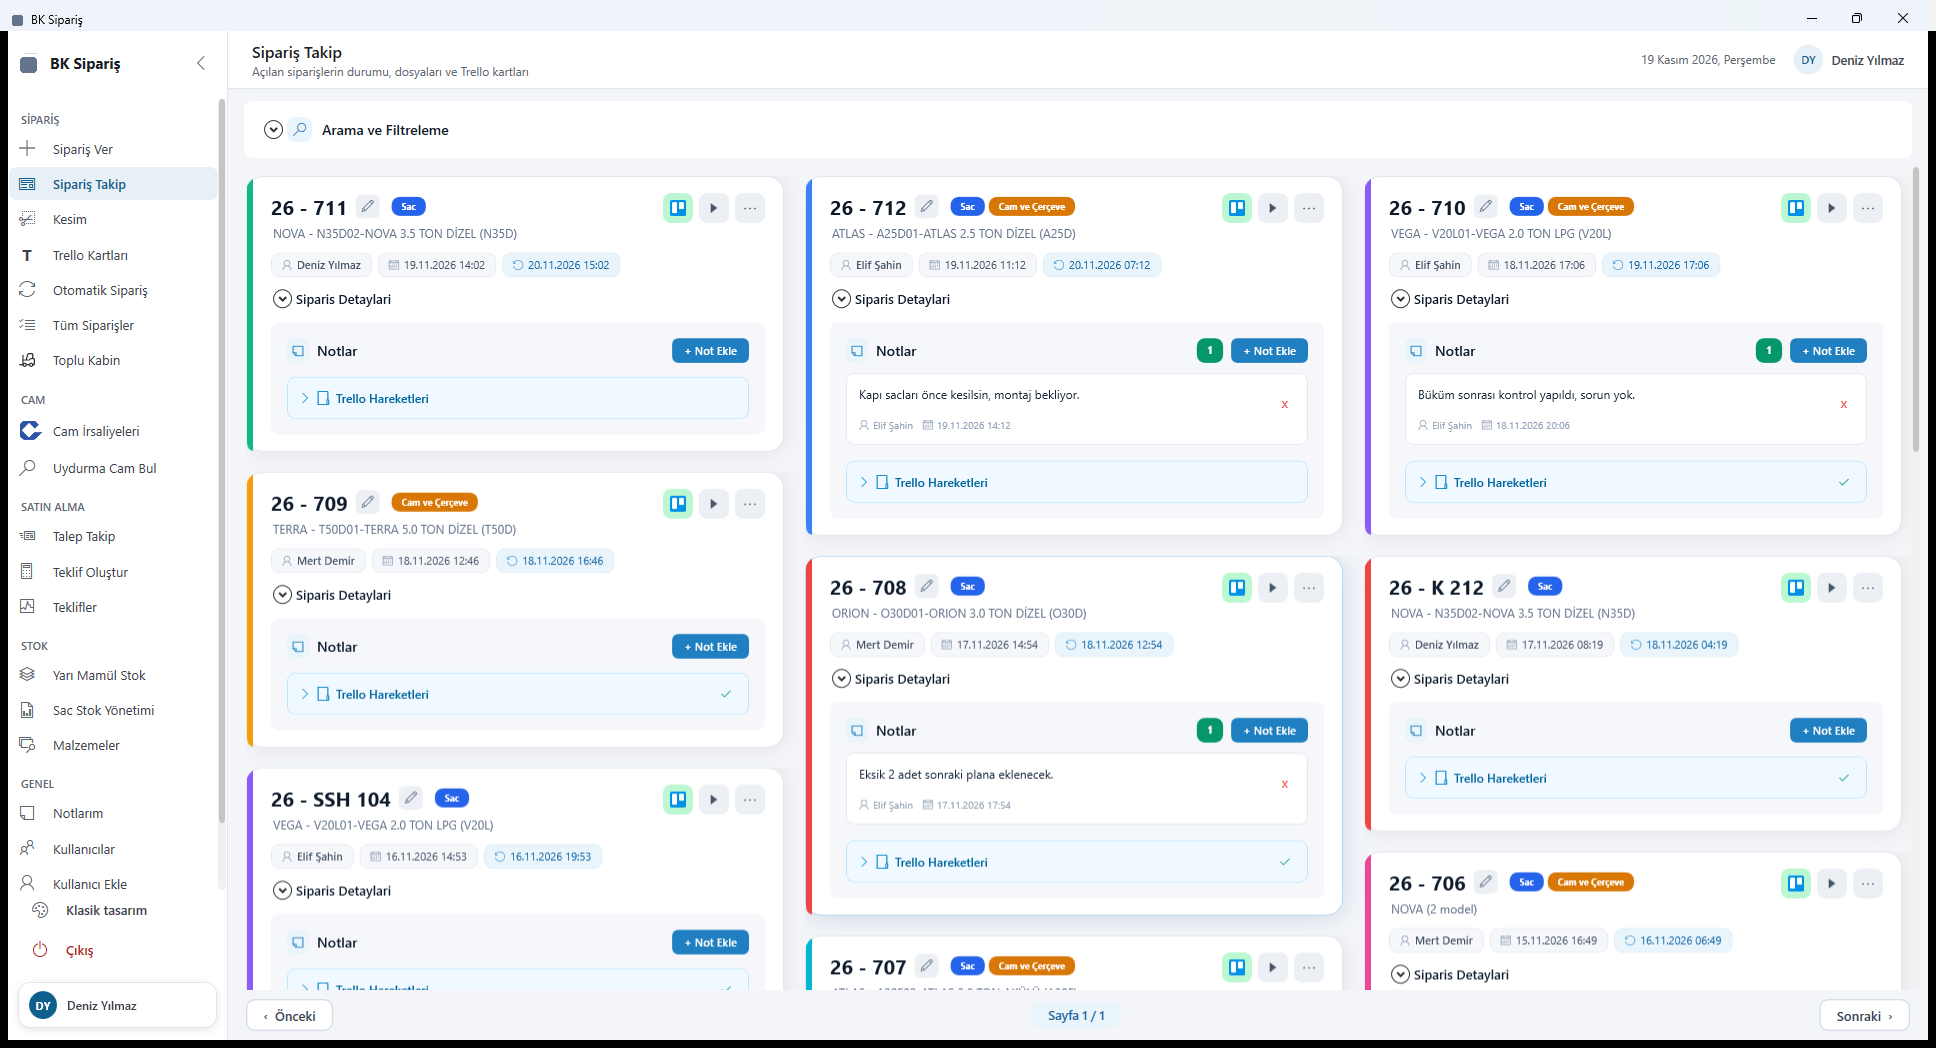 BK Sipariş
BK Sipariş
SİPARİŞ
Sipariş Ver
Sipariş Takip
Kesim
Trello Kartları
Otomatik Sipariş
Tüm Siparişler
Toplu Kabin
CAM
Cam İrsaliyeleri
Uydurma Cam Bul
SATIN ALMA
Talep Takip
Teklif Oluştur
Teklifler
STOK
Yarı Mamül Stok
Sac Stok Yönetimi
Malzemeler
GENEL
Notlarım
Kullanıcılar
Kullanıcı Ekle
Klasik tasarım
Çıkış
DY Deniz Yılmaz
Sipariş Takip
Açılan siparişlerin durumu, dosyaları ve Trello kartları
19 Kasım 2026, Perşembe DY Deniz Yılmaz
Arama ve Filtreleme
26 - 711 Sac
NOVA - N35D02-NOVA 3.5 TON DİZEL (N35D)
Deniz Yılmaz 19.11.2026 14:02 20.11.2026 15:02
Siparis Detaylari
Notlar + Not Ekle
Trello Hareketleri
26 - 709 Cam ve Çerçeve
TERRA - T50D01-TERRA 5.0 TON DİZEL (T50D)
Mert Demir 18.11.2026 12:46 18.11.2026 16:46
Siparis Detaylari
Notlar + Not Ekle
Trello Hareketleri
26 - SSH 104 Sac
VEGA - V20L01-VEGA 2.0 TON LPG (V20L)
Elif Şahin 16.11.2026 14:53 16.11.2026 19:53
Siparis Detaylari
Notlar + Not Ekle
Trello Hareketleri
26 - 712 Sac Cam ve Çerçeve
ATLAS - A25D01-ATLAS 2.5 TON DİZEL (A25D)
Elif Şahin 19.11.2026 11:12 20.11.2026 07:12
Siparis Detaylari
Notlar 1 + Not Ekle
Kapı sacları önce kesilsin, montaj bekliyor.
x
Elif Şahin 19.11.2026 14:12
Trello Hareketleri
26 - 708 Sac
ORION - O30D01-ORION 3.0 TON DİZEL (O30D)
Mert Demir 17.11.2026 14:54 18.11.2026 12:54
Siparis Detaylari
Notlar 1 + Not Ekle
Eksik 2 adet sonraki plana eklenecek.
x
Elif Şahin 17.11.2026 17:54
Trello Hareketleri
26 - 707 Sac Cam ve Çerçeve
26 - 710 Sac Cam ve Çerçeve
VEGA - V20L01-VEGA 2.0 TON LPG (V20L)
Elif Şahin 18.11.2026 17:06 19.11.2026 17:06
Siparis Detaylari
Notlar 1 + Not Ekle
Büküm sonrası kontrol yapıldı, sorun yok.
x
Elif Şahin 18.11.2026 20:06
Trello Hareketleri
26 - K 212 Sac
NOVA - N35D02-NOVA 3.5 TON DİZEL (N35D)
Deniz Yılmaz 17.11.2026 08:19 18.11.2026 04:19
Siparis Detaylari
Notlar + Not Ekle
Trello Hareketleri
26 - 706 Sac Cam ve Çerçeve
NOVA (2 model)
Mert Demir 15.11.2026 16:49 16.11.2026 06:49
Siparis Detaylari
‹ Önceki
Sayfa 1 / 1
Sonraki ›